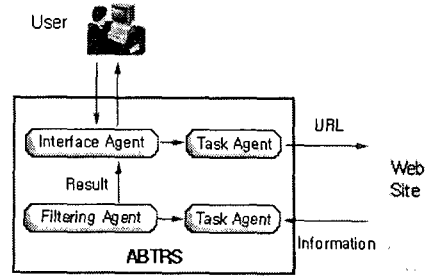 User
Interface Agent
Task Agent
URL
Result
Web
Site
Filtering Agent
Task Agent
Information
ABTRS